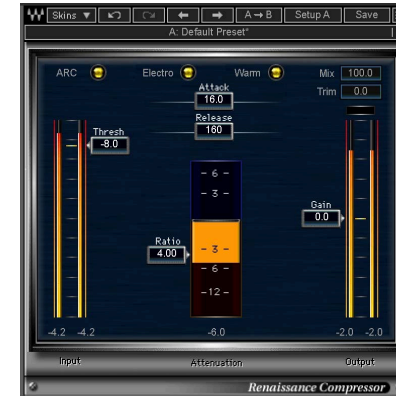 Skins ▼ A→B Setup A Save
A: Default Preset*
ARC Electro Warm Mix 100.0
Trim 0.0
Attack
16.0
Release
160
Thresh
-8.0
- 6 -
- 3 -
Gain
0.0
Ratio
4.00
- 3 -
- 6 -
-12-
-4.2 -4.2 -6.0 -2.0 -2.0
Input Attenuation Output
Renaissance Compressor